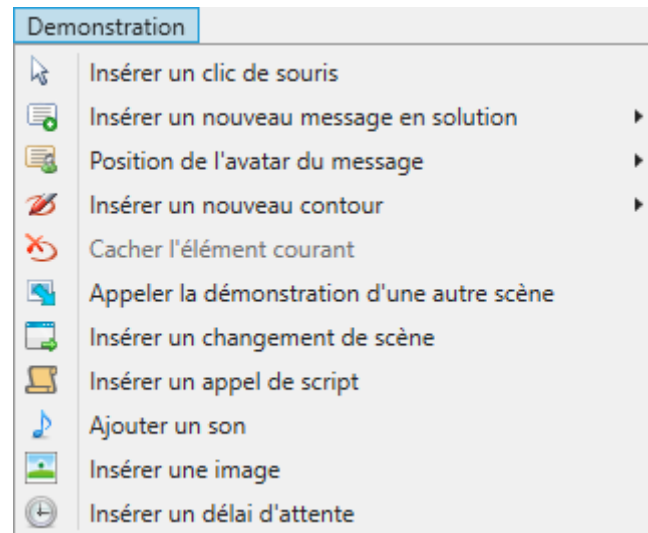 Demonstration
Insérer un clic de souris
Insérer un nouveau message en solution
Position de l'avatar du message
Insérer un nouveau contour
Cacher l'élément courant
Appeler la démonstration d'une autre scène
Insérer un changement de scène
Insérer un appel de script
Ajouter un son
Insérer une image
Insérer un délai d'attente